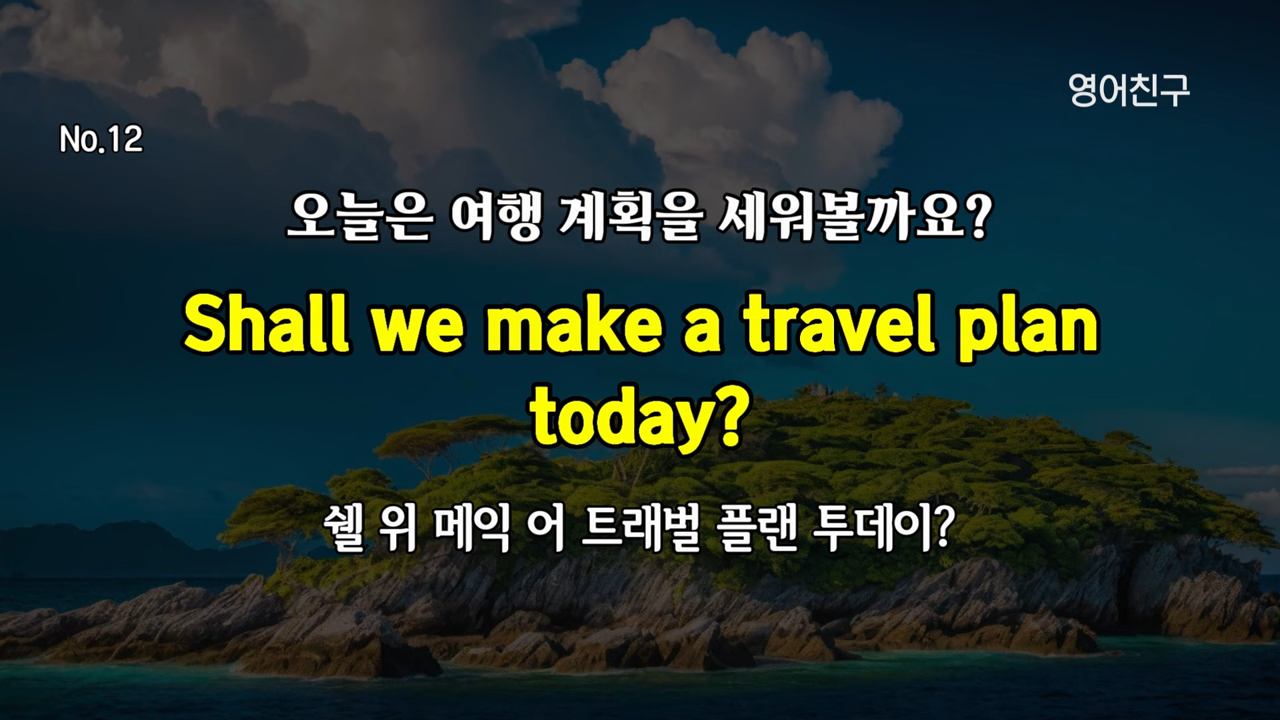 영어친구
No.12
오늘은 여행 계획을 세워볼까요?
Shall we make a travel plan
today?
쉘 위 메익 어 트래벌 플랜 투데이?